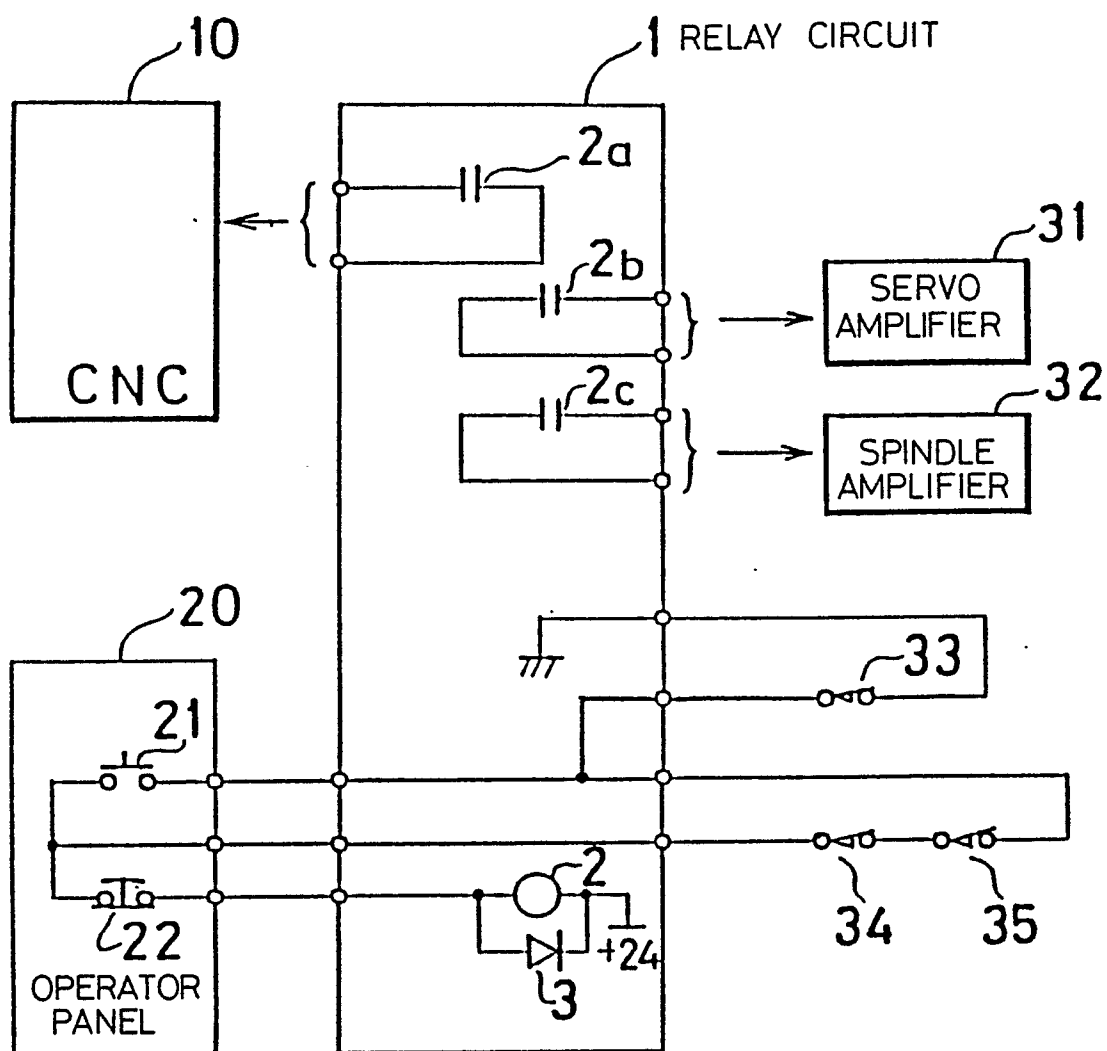 10
1 RELAY CIRCUIT
2a
2b
31
SERVO
AMPLIFIER
CNC
2c
32
SPINDLE
AMPLIFIER
20
33
21
2
22
+24
34
35
3
OPERATOR
PANEL